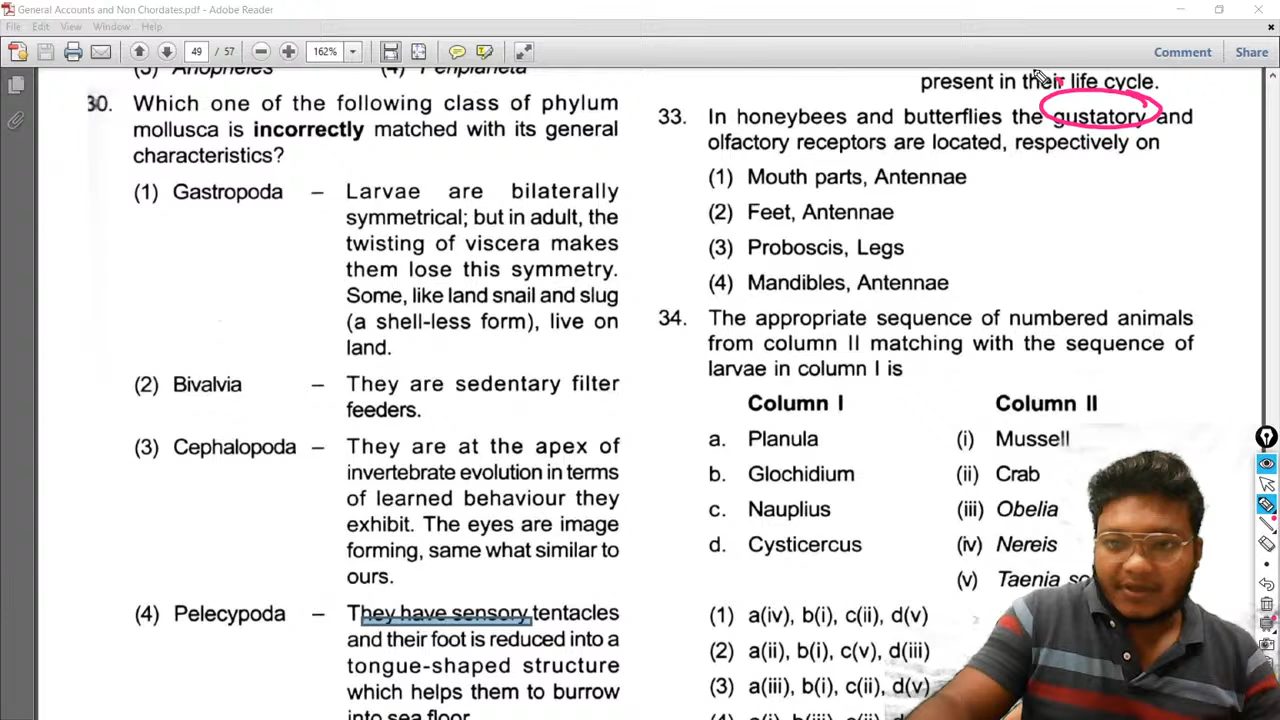 General Accounts and Non Chordates.pdf - Adobe Reader
File Edit View Window Help
49 / 57
162%
Comment
Share
(3) Anopheles (4) Periplaneta
30. Which one of the following class of phylum
mollusca is incorrectly matched with its general
characteristics?
(1) Gastropoda – Larvae are bilaterally
symmetrical; but in adult, the
twisting of viscera makes
them lose this symmetry.
Some, like land snail and slug
(a shell-less form), live on
land.
(2) Bivalvia – They are sedentary filter
feeders.
(3) Cephalopoda – They are at the apex of
invertebrate evolution in terms
of learned behaviour they
exhibit. The eyes are image
forming, same what similar to
ours.
(4) Pelecypoda – They have sensory tentacles
and their foot is reduced into a
tongue-shaped structure
which helps them to burrow
into sea floor.
present in their life cycle.
33. In honeybees and butterflies the gustatory and
olfactory receptors are located, respectively on
(1) Mouth parts, Antennae
(2) Feet, Antennae
(3) Proboscis, Legs
(4) Mandibles, Antennae
34. The appropriate sequence of numbered animals
from column II matching with the sequence of
larvae in column I is
Column I Column II
a. Planula (i) Mussell
b. Glochidium (ii) Crab
c. Nauplius (iii) Obelia
d. Cysticercus (iv) Nereis
(v) Taenia so
(1) a(iv), b(i), c(ii), d(v)
(2) a(ii), b(i), c(v), d(iii)
(3) a(iii), b(i), c(ii), d(v)